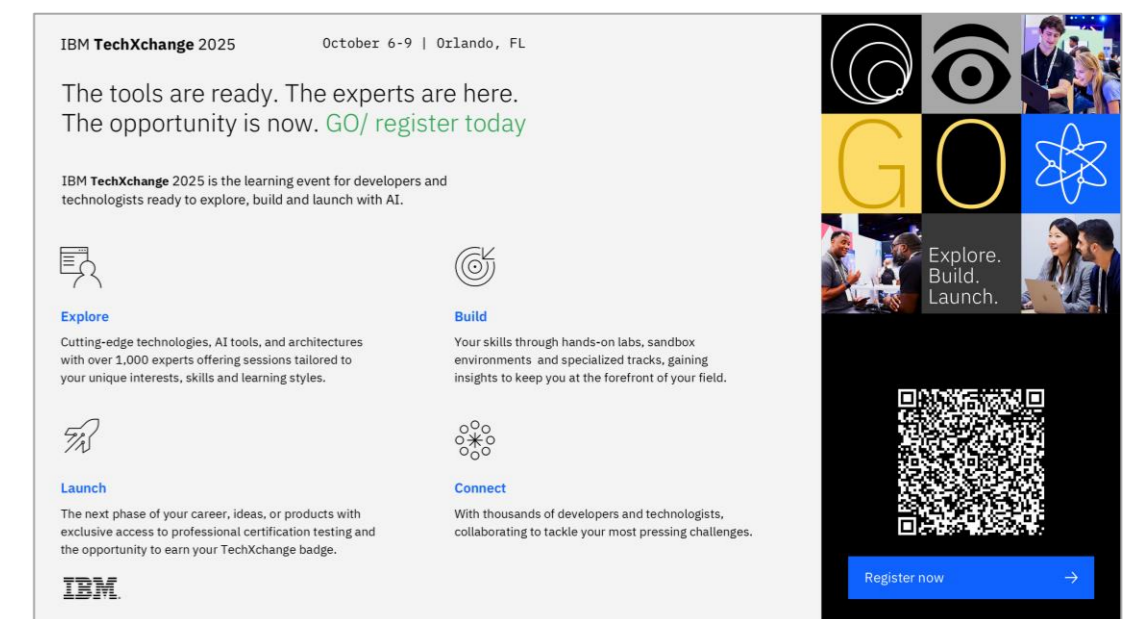 IBM TechXchange 2025
October 6-9 | Orlando, FL
The tools are ready. The experts are here.
The opportunity is now. GO/ register today
IBM TechXchange 2025 is the learning event for developers and
technologists ready to explore, build and launch with AI.
Explore
Cutting-edge technologies, AI tools, and architectures
with over 1,000 experts offering sessions tailored to
your unique interests, skills and learning styles.
Build
Your skills through hands-on labs, sandbox
environments and specialized tracks, gaining
insights to keep you at the forefront of your field.
Launch
The next phase of your career, ideas, or products with
exclusive access to professional certification testing and
the opportunity to earn your TechXchange badge.
Connect
With thousands of developers and technologists,
collaborating to tackle your most pressing challenges.
IBM
GO
Explore.
Build.
Launch.
Register now